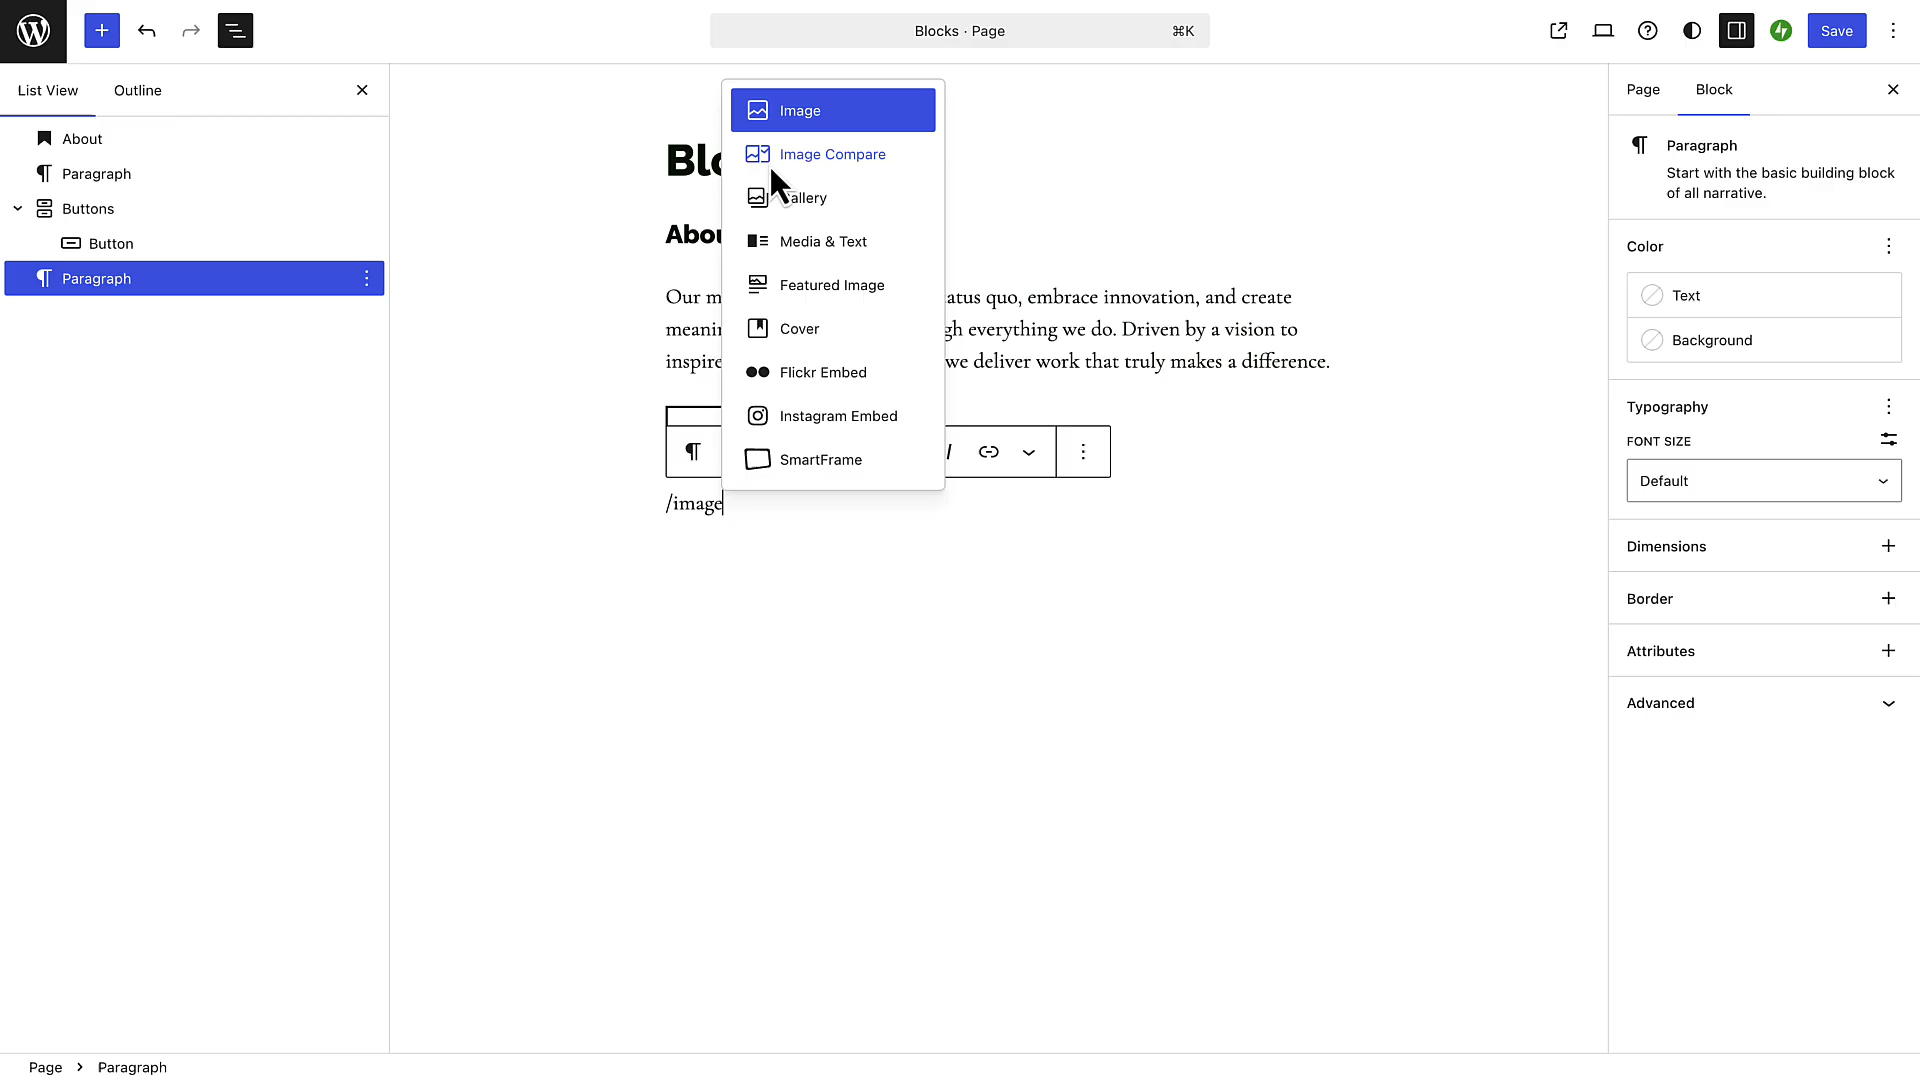 Blocks · Page
⌘K
Save
List View
Outline
About
Paragraph
Buttons
Button
Paragraph
Image
Image Compare
allery
Media & Text
Featured Image
Cover
Flickr Embed
Instagram Embed
SmartFrame
Blo
Abou
Our m
atus quo, embrace innovation, and create
meanin
gh everything we do. Driven by a vision to
inspire
we deliver work that truly makes a difference.
/image
Page
Block
Paragraph
Start with the basic building block
of all narrative.
Color
Text
Background
Typography
FONT SIZE
Default
Dimensions
Border
Attributes
Advanced
Page
Paragraph